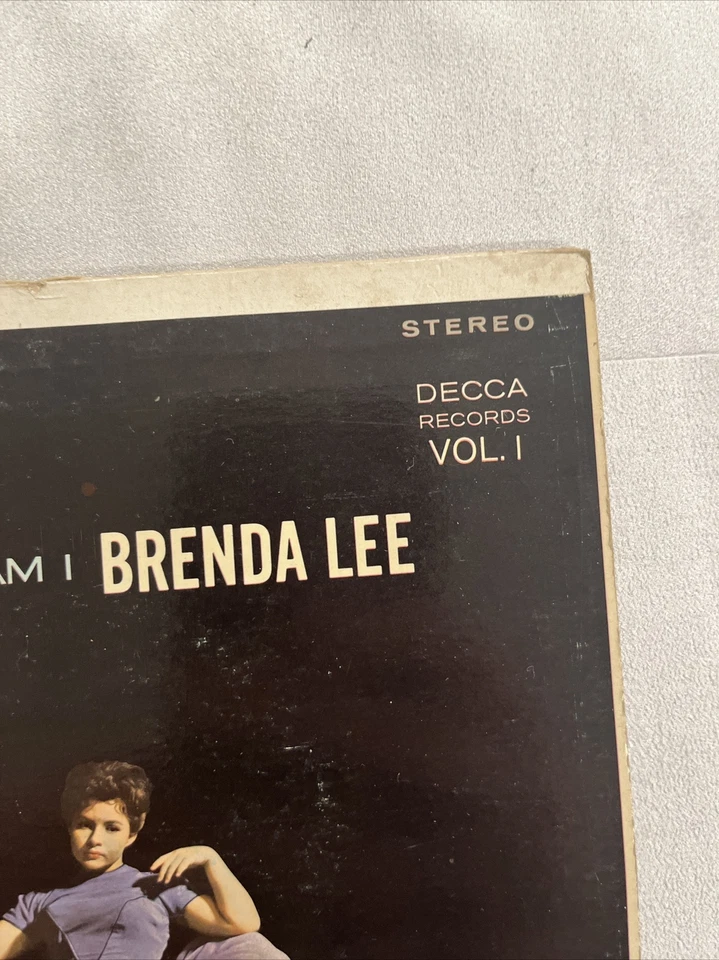 STEREO
DECCA
RECORDS
VOL. I
AM I BRENDA LEE